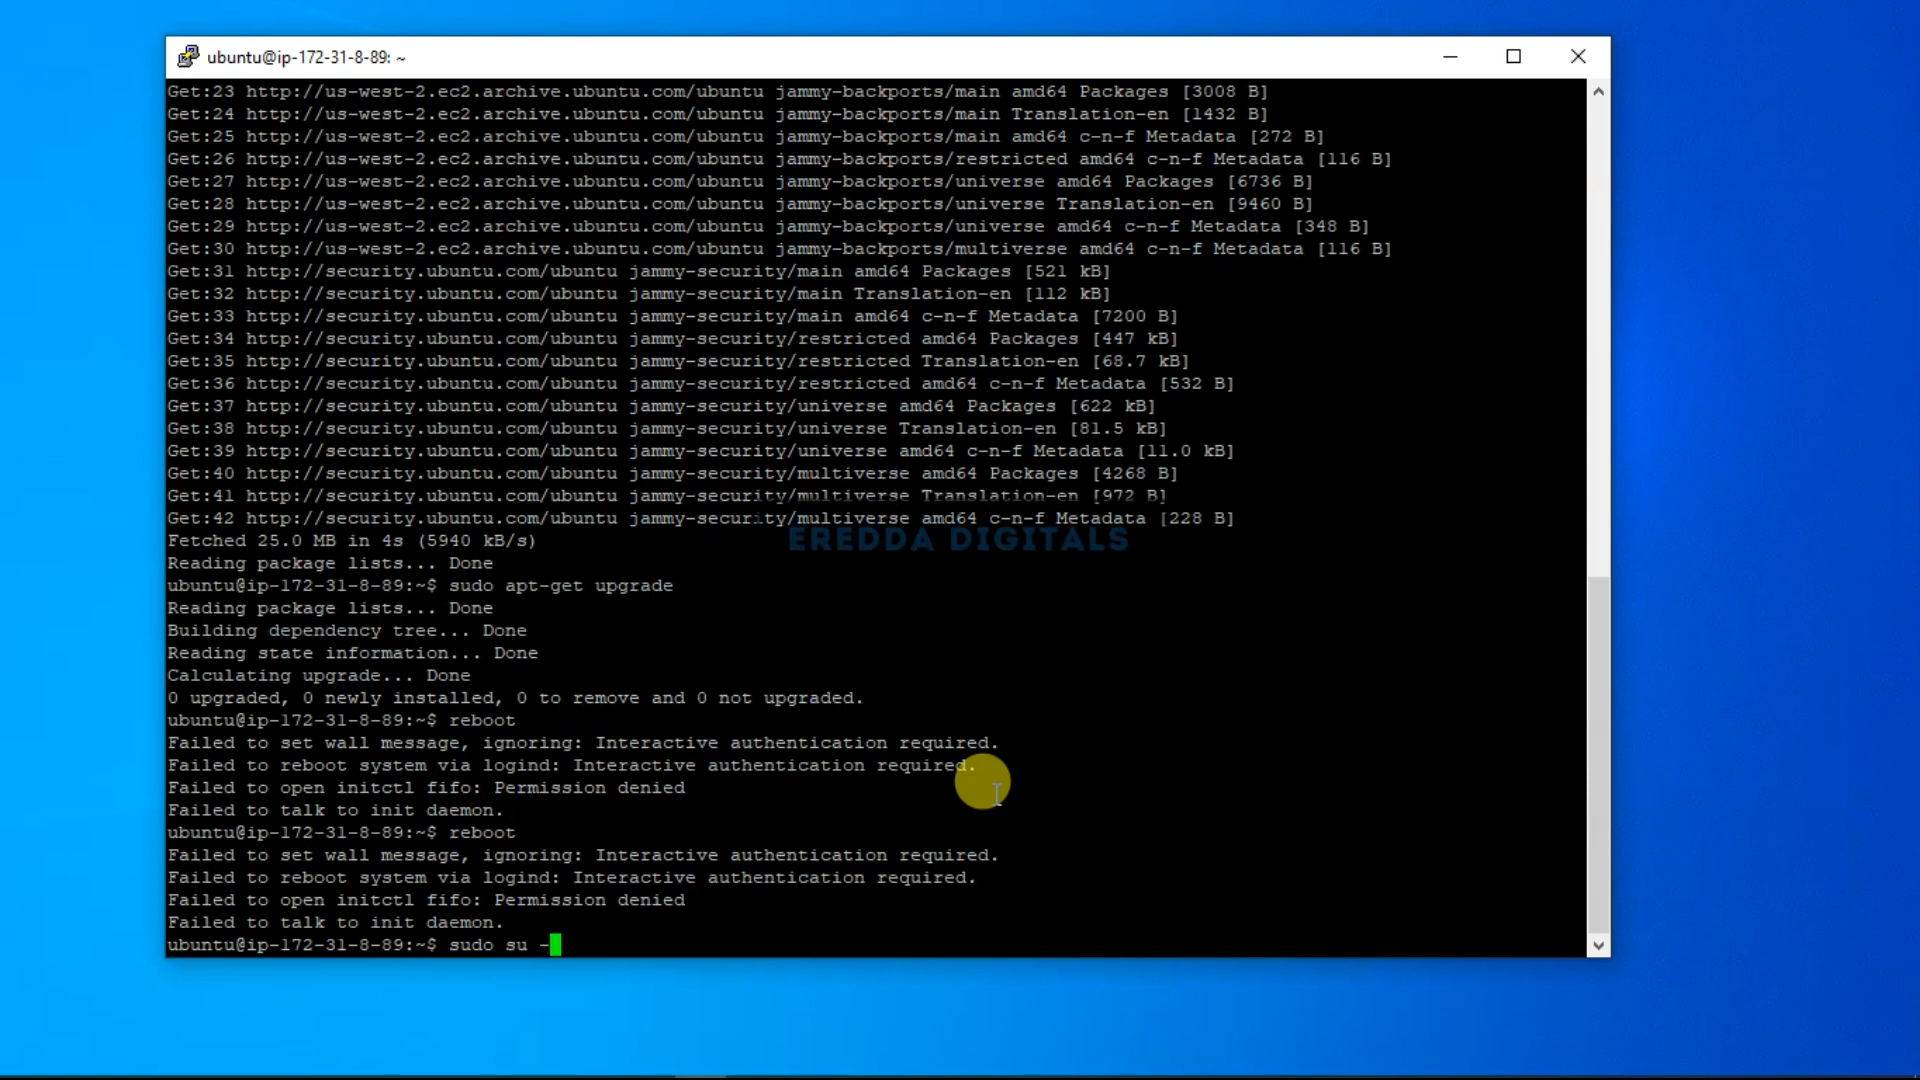 ubuntu@ip-172-31-8-89: ~
Get:23 http://us-west-2.ec2.archive.ubuntu.com/ubuntu jammy-backports/main amd64 Packages [3008 B]
Get:24 http://us-west-2.ec2.archive.ubuntu.com/ubuntu jammy-backports/main Translation-en [1432 B]
Get:25 http://us-west-2.ec2.archive.ubuntu.com/ubuntu jammy-backports/main amd64 c-n-f Metadata [272 B]
Get:26 http://us-west-2.ec2.archive.ubuntu.com/ubuntu jammy-backports/restricted amd64 c-n-f Metadata [116 B]
Get:27 http://us-west-2.ec2.archive.ubuntu.com/ubuntu jammy-backports/universe amd64 Packages [6736 B]
Get:28 http://us-west-2.ec2.archive.ubuntu.com/ubuntu jammy-backports/universe Translation-en [9460 B]
Get:29 http://us-west-2.ec2.archive.ubuntu.com/ubuntu jammy-backports/universe amd64 c-n-f Metadata [348 B]
Get:30 http://us-west-2.ec2.archive.ubuntu.com/ubuntu jammy-backports/multiverse amd64 c-n-f Metadata [116 B]
Get:31 http://security.ubuntu.com/ubuntu jammy-security/main amd64 Packages [521 kB]
Get:32 http://security.ubuntu.com/ubuntu jammy-security/main Translation-en [112 kB]
Get:33 http://security.ubuntu.com/ubuntu jammy-security/main amd64 c-n-f Metadata [7200 B]
Get:34 http://security.ubuntu.com/ubuntu jammy-security/restricted amd64 Packages [447 kB]
Get:35 http://security.ubuntu.com/ubuntu jammy-security/restricted Translation-en [68.7 kB]
Get:36 http://security.ubuntu.com/ubuntu jammy-security/restricted amd64 c-n-f Metadata [532 B]
Get:37 http://security.ubuntu.com/ubuntu jammy-security/universe amd64 Packages [622 kB]
Get:38 http://security.ubuntu.com/ubuntu jammy-security/universe Translation-en [81.5 kB]
Get:39 http://security.ubuntu.com/ubuntu jammy-security/universe amd64 c-n-f Metadata [11.0 kB]
Get:40 http://security.ubuntu.com/ubuntu jammy-security/multiverse amd64 Packages [4268 B]
Get:41 http://security.ubuntu.com/ubuntu jammy-security/multiverse Translation-en [972 B]
Get:42 http://security.ubuntu.com/ubuntu jammy-security/multiverse amd64 c-n-f Metadata [228 B]
Fetched 25.0 MB in 4s (5940 kB/s)
EREDDA DIGITALS
Reading package lists... Done
ubuntu@ip-172-31-8-89:~$ sudo apt-get upgrade
Reading package lists... Done
Building dependency tree... Done
Reading state information... Done
Calculating upgrade... Done
0 upgraded, 0 newly installed, 0 to remove and 0 not upgraded.
ubuntu@ip-172-31-8-89:~$ reboot
Failed to set wall message, ignoring: Interactive authentication required.
Failed to reboot system via logind: Interactive authentication required.
Failed to open initctl fifo: Permission denied
Failed to talk to init daemon.
ubuntu@ip-172-31-8-89:~$ reboot
Failed to set wall message, ignoring: Interactive authentication required.
Failed to reboot system via logind: Interactive authentication required.
Failed to open initctl fifo: Permission denied
Failed to talk to init daemon.
ubuntu@ip-172-31-8-89:~$ sudo su -